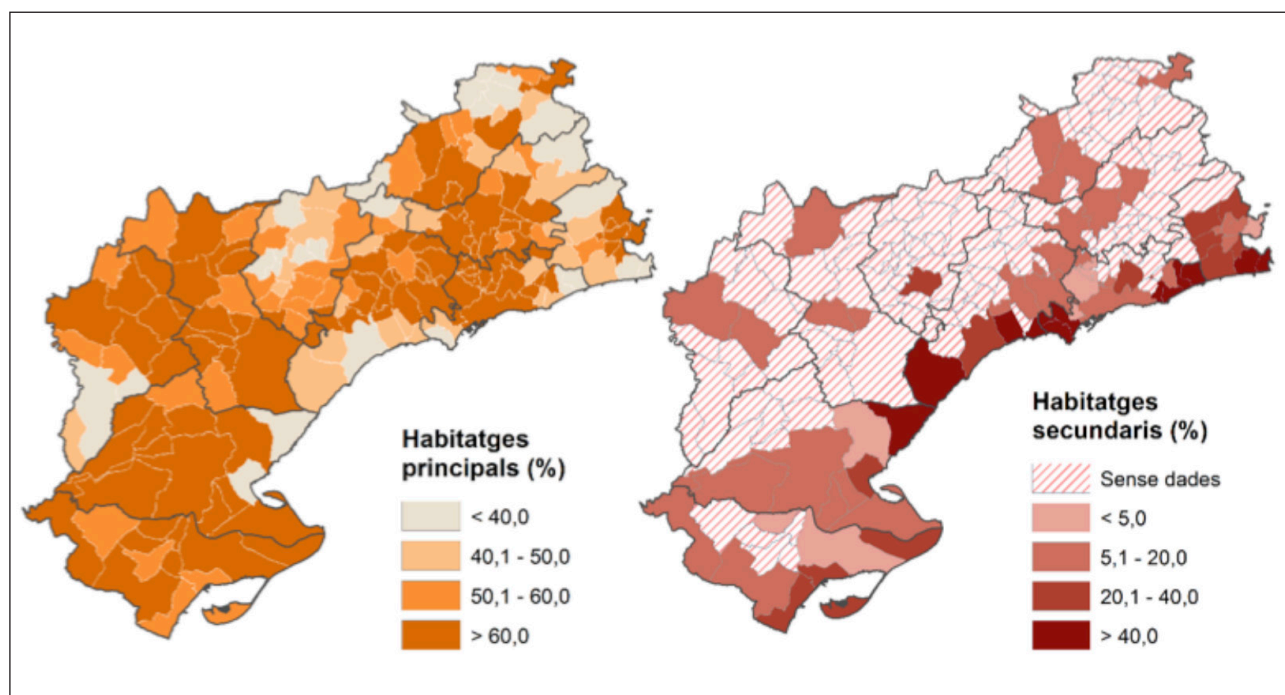 Habitatges
principals (%)
< 40,0
40,1 - 50,0
50,1 - 60,0
> 60,0
Habitatges
secundaris (%)
Sense dades
< 5,0
5,1 - 20,0
20,1 - 40,0
> 40,0